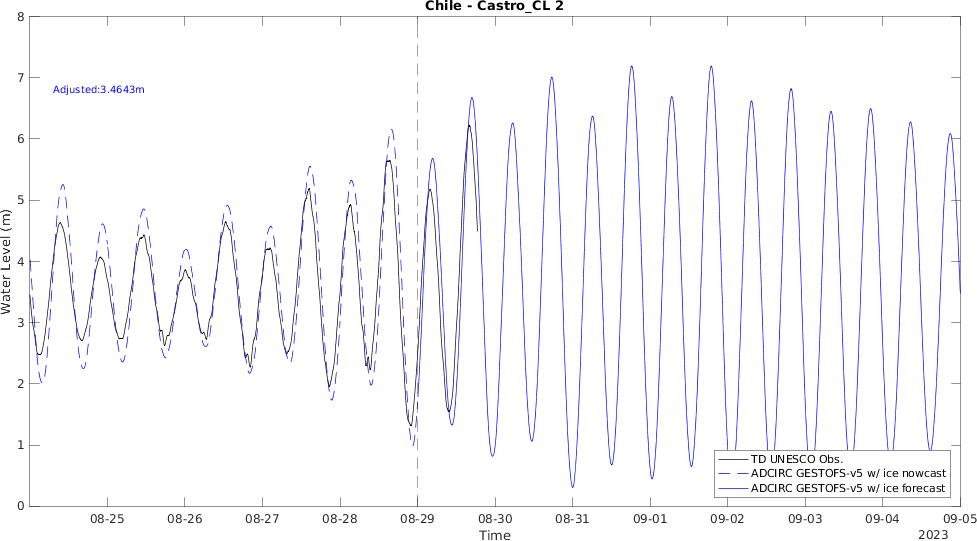 Chile - Castro_CL 2
8
7
6
5
4
3
2
1
0
Water Level (m)
Adjusted:3.4643m
TD UNESCO Obs.
ADCIRC GESTOFS-v5 w/ ice nowcast
ADCIRC GESTOFS-v5 w/ ice forecast
08-25 08-26 08-27 08-28 08-29 08-30 08-31 09-01 09-02 09-03 09-04 09-05
Time
2023